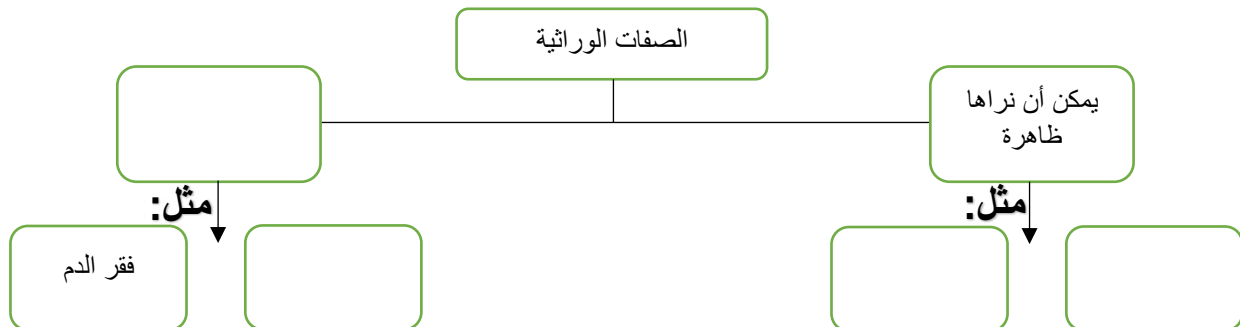 الصفات الوراثية
يمكن أن نراها
ظاهرة
مثل:
مثل:
فقر الدم